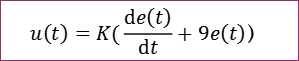 u(t) = K(de(t)/dt + 9e(t))